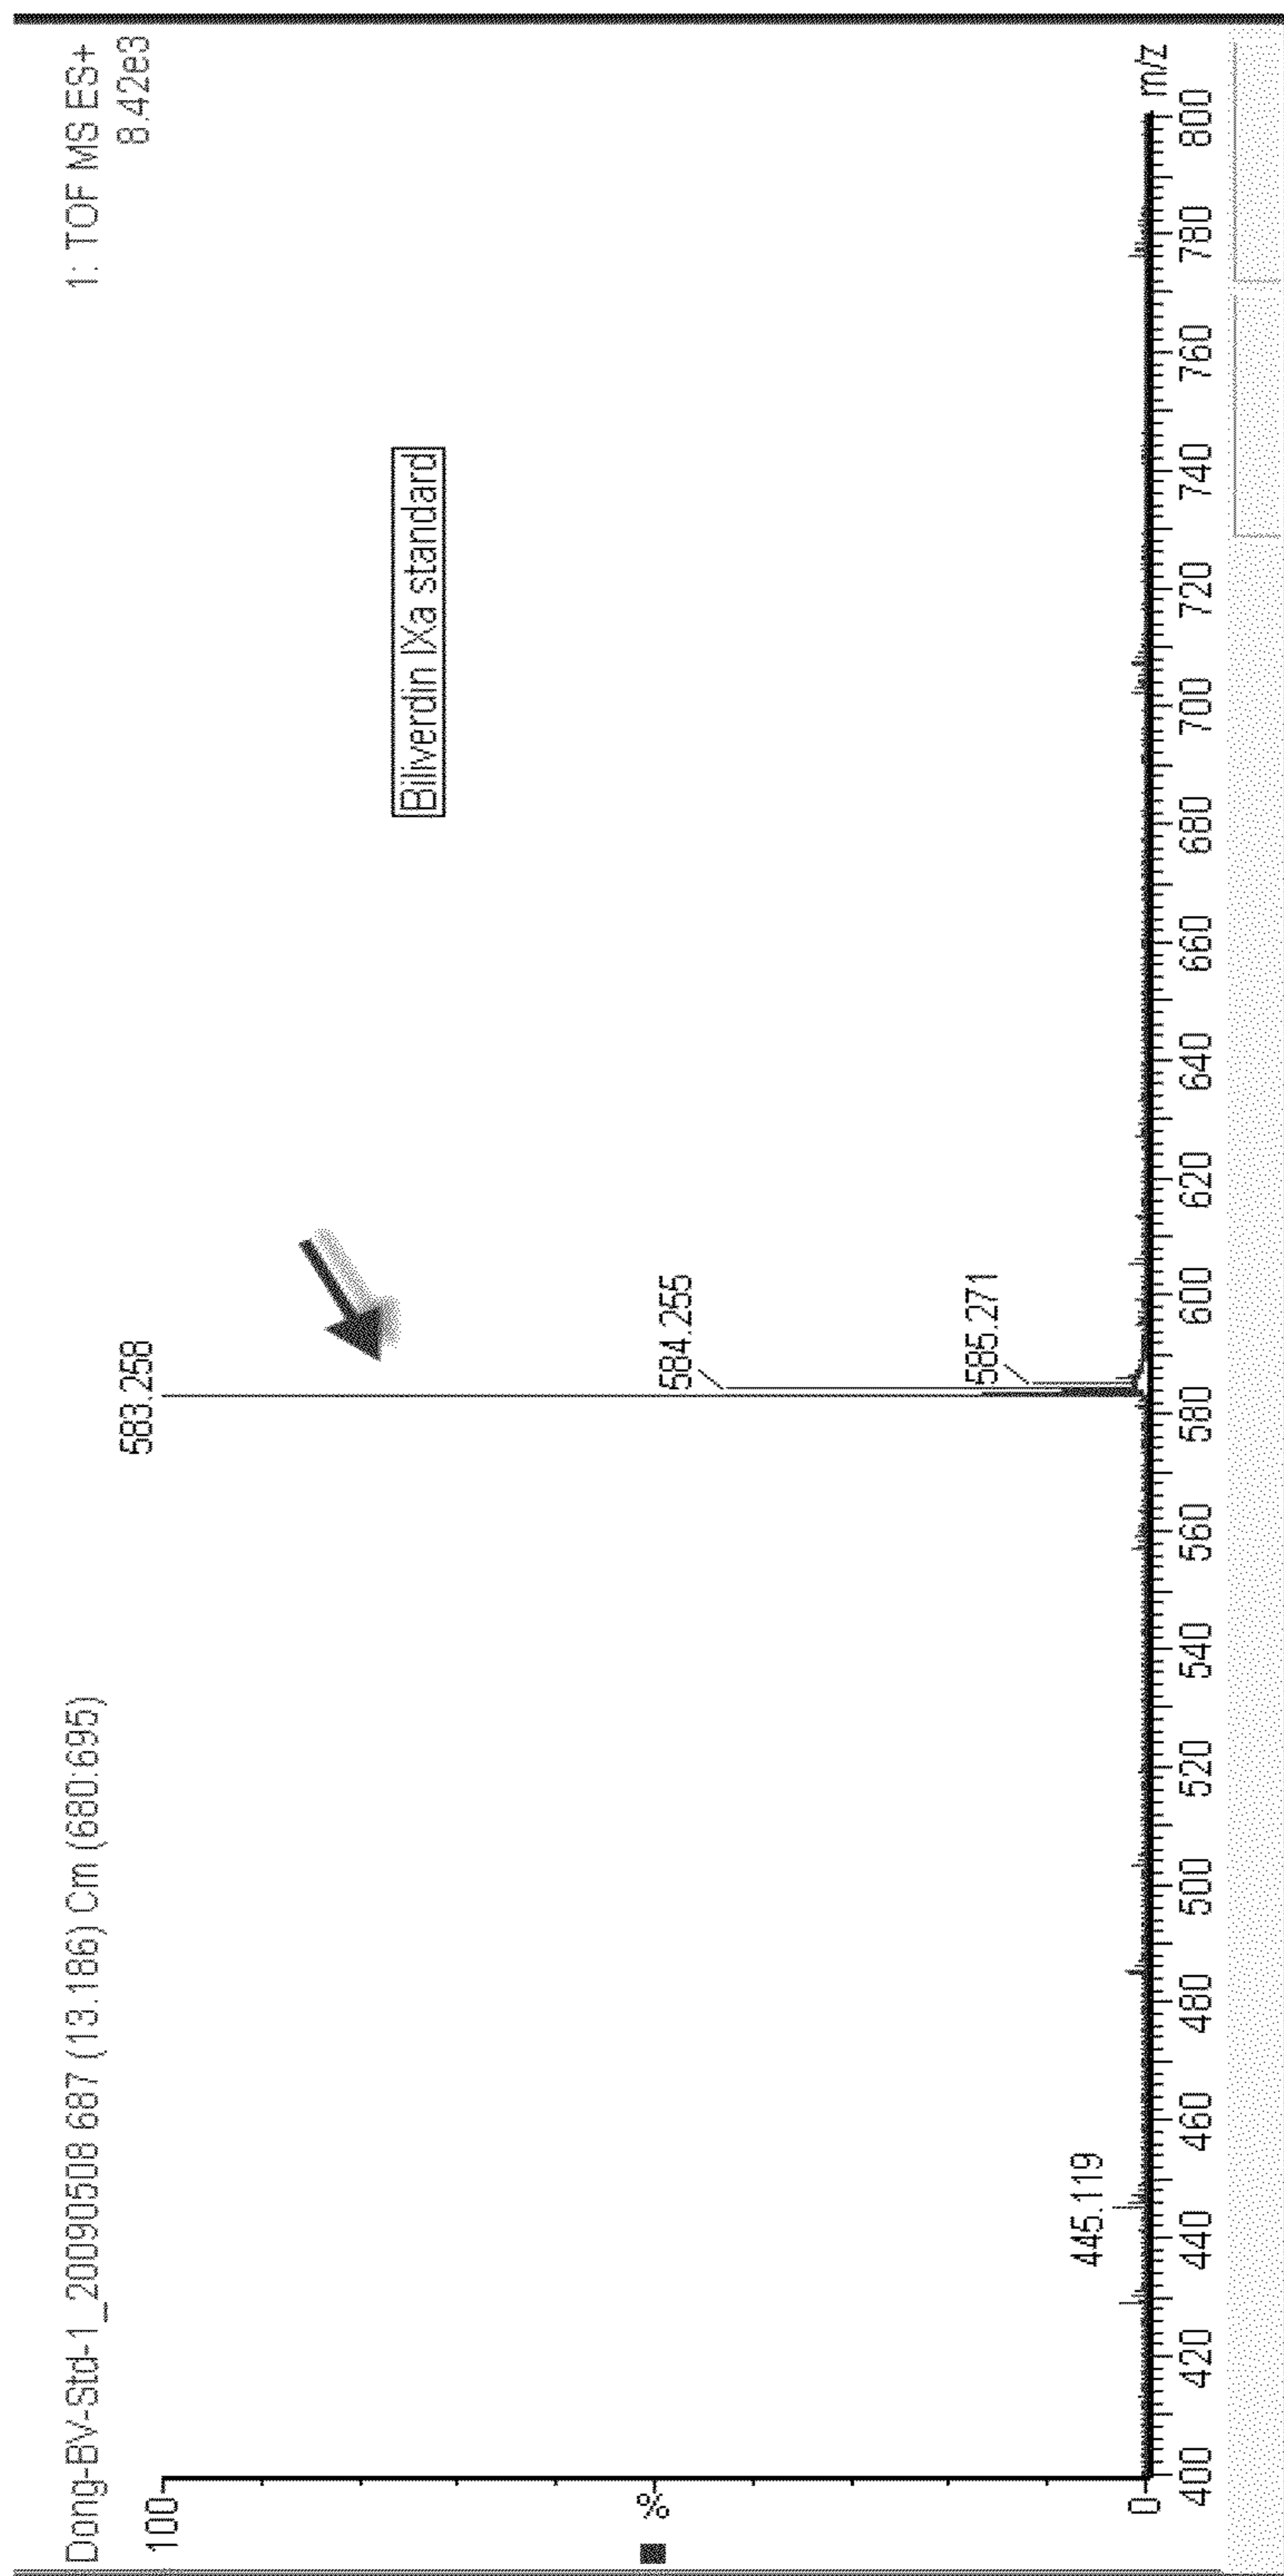 Dong-BV-Std-1_20090508 687 (13.186) Cm (680:695)
1: TOF MS ES+
8.42e3
583.258
100
Biliverdin IXa standard
%
584.255
585.271
445.119
0
400 420 440 460 480 500 520 540 560 580 600 620 640 660 680 700 720 740 760 780 800
m/z